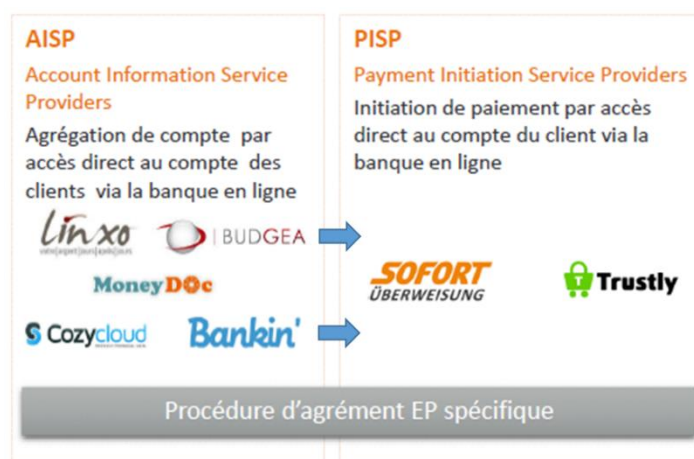 AISP
Account Information Service
Providers
Agrégation de compte par
accès direct au compte des
clients via la banque en ligne
Linxo
BUDGEA
MoneyDoc
Cozycloud
Bankin'
PISP
Payment Initiation Service Providers
Initiation de paiement par accès
direct au compte du client via la
banque en ligne
SOFORT
ÜBERWEISUNG
T Trustly
Procédure d'agrément EP spécifique